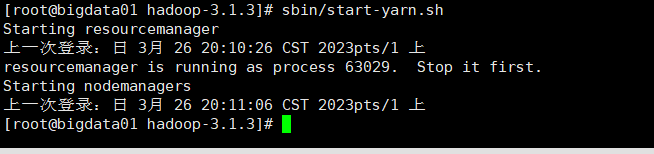 [root@bigdata01 hadoop-3.1.3]# sbin/start-yarn.sh
Starting resourcemanager
上一次登录：日 3月 26 20:10:26 CST 2023pts/1 上
resourcemanager is running as process 63029.  Stop it first.
Starting nodemanagers
上一次登录：日 3月 26 20:11:06 CST 2023pts/1 上
[root@bigdata01 hadoop-3.1.3]#